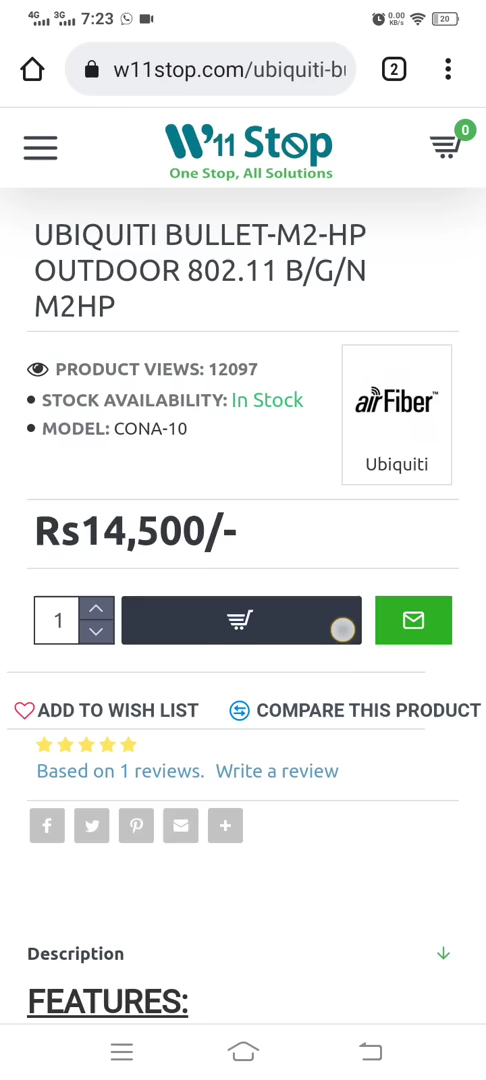 4G 3G 7:23 0.00 KB/s 20
w11stop.com/ubiquiti-b
2
W'11 Stop
One Stop, All Solutions
0
UBIQUITI BULLET-M2-HP
OUTDOOR 802.11 B/G/N
M2HP
PRODUCT VIEWS: 12097
• STOCK AVAILABILITY: In Stock
• MODEL: CONA-10
airFiber™
Ubiquiti
Rs14,500/-
1
ADD TO WISH LIST
COMPARE THIS PRODUCT
Based on 1 reviews. Write a review
Description
FEATURES: